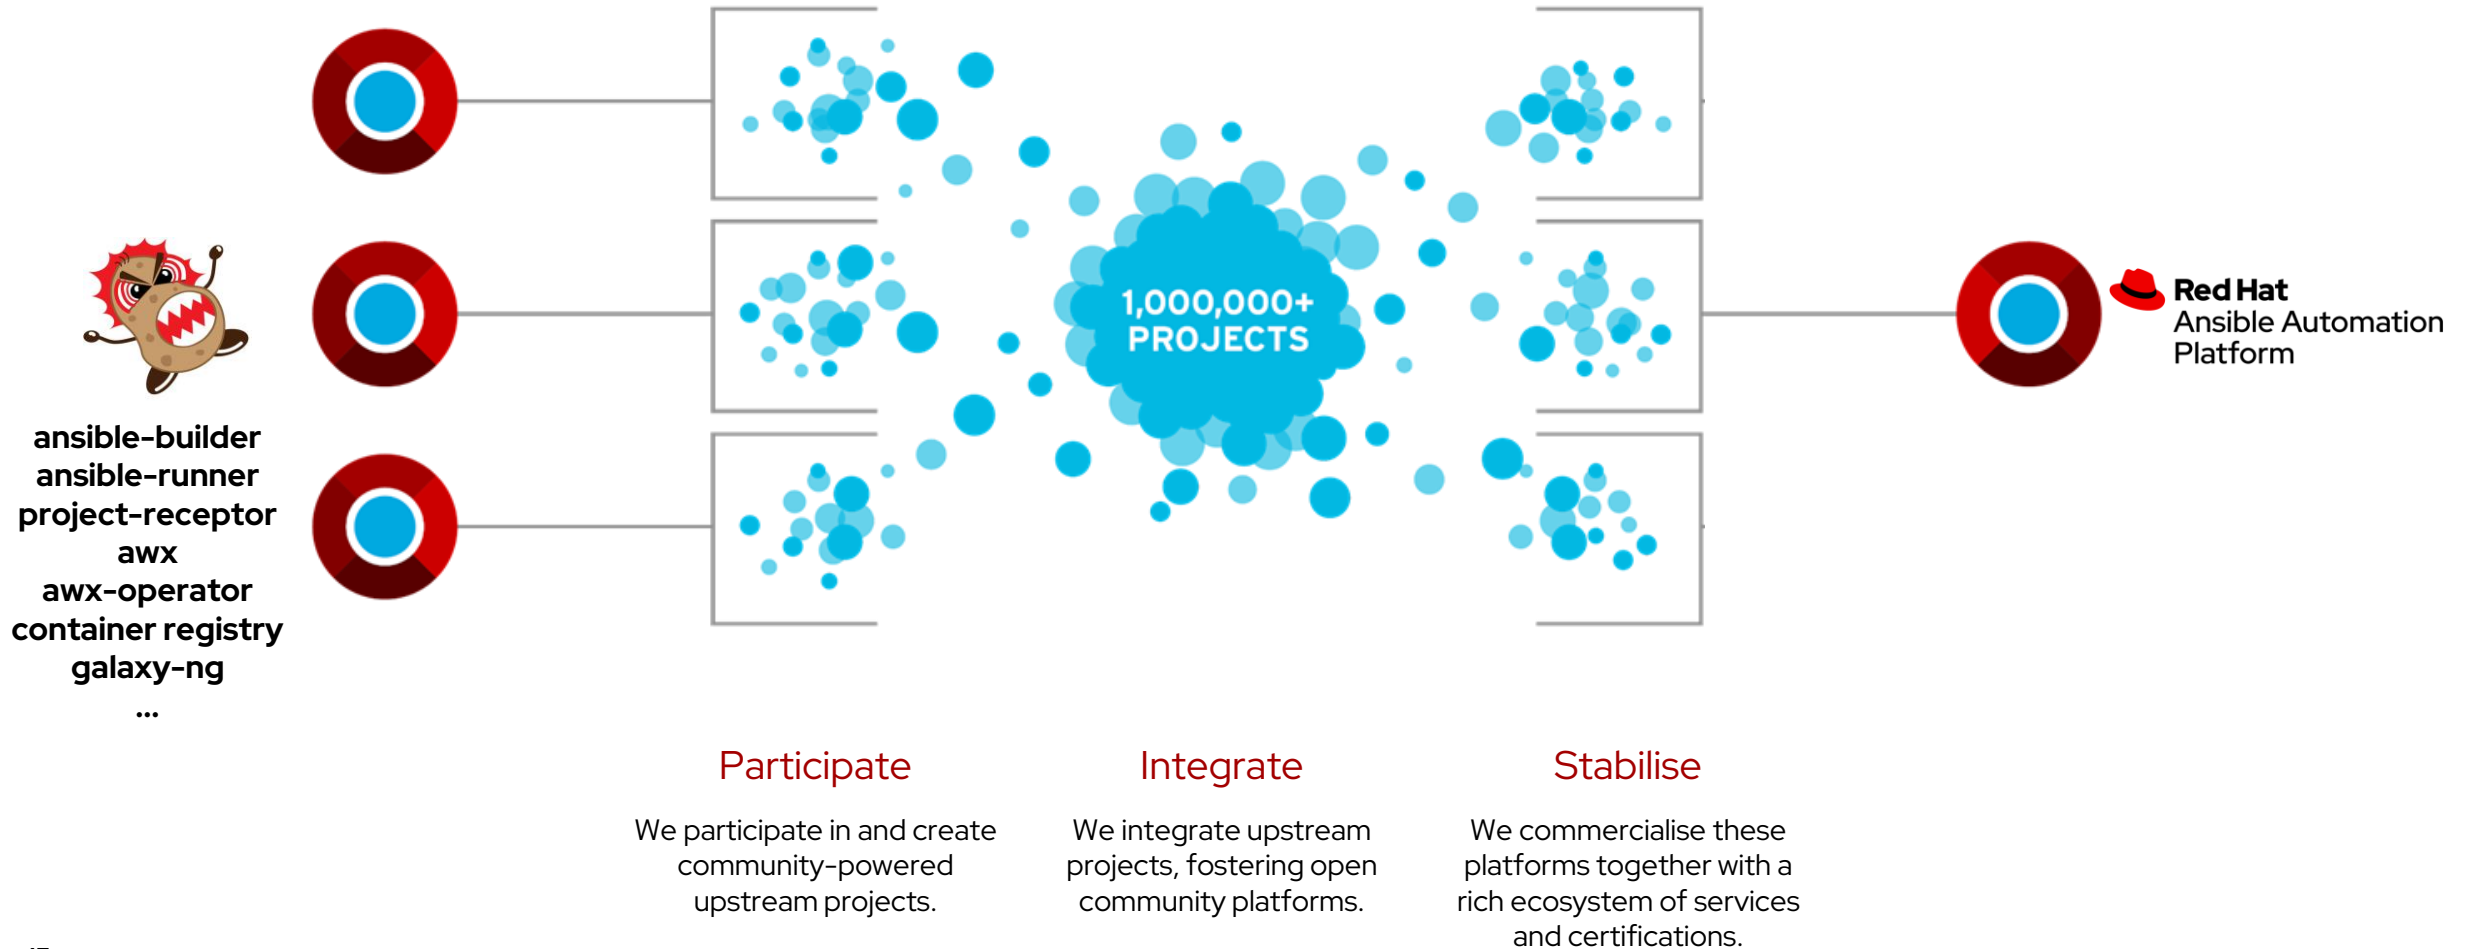 1,000,000+
PROJECTS
Red Hat
Ansible Automation
Platform
ansible-builder
ansible-runner
project-receptor
awx
awx-operator
container registry
galaxy-ng
...
Participate
We participate in and create
community-powered
upstream projects.
Integrate
We integrate upstream
projects, fostering open
community platforms.
Stabilise
We commercialise these
platforms together with a
rich ecosystem of services
and certifications.